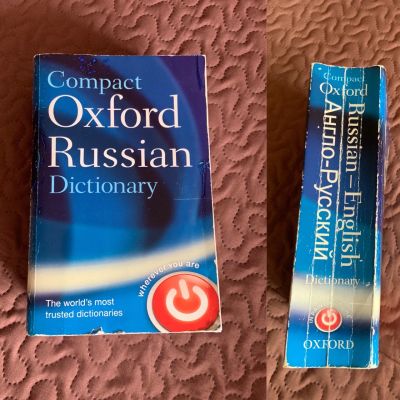 Compact
Oxford
Russian
Dictionary
wherever you are
The world's most
trusted dictionaries
Compact
Oxford
Russian–English
Англо-Русский
Dictionary
OXFORD